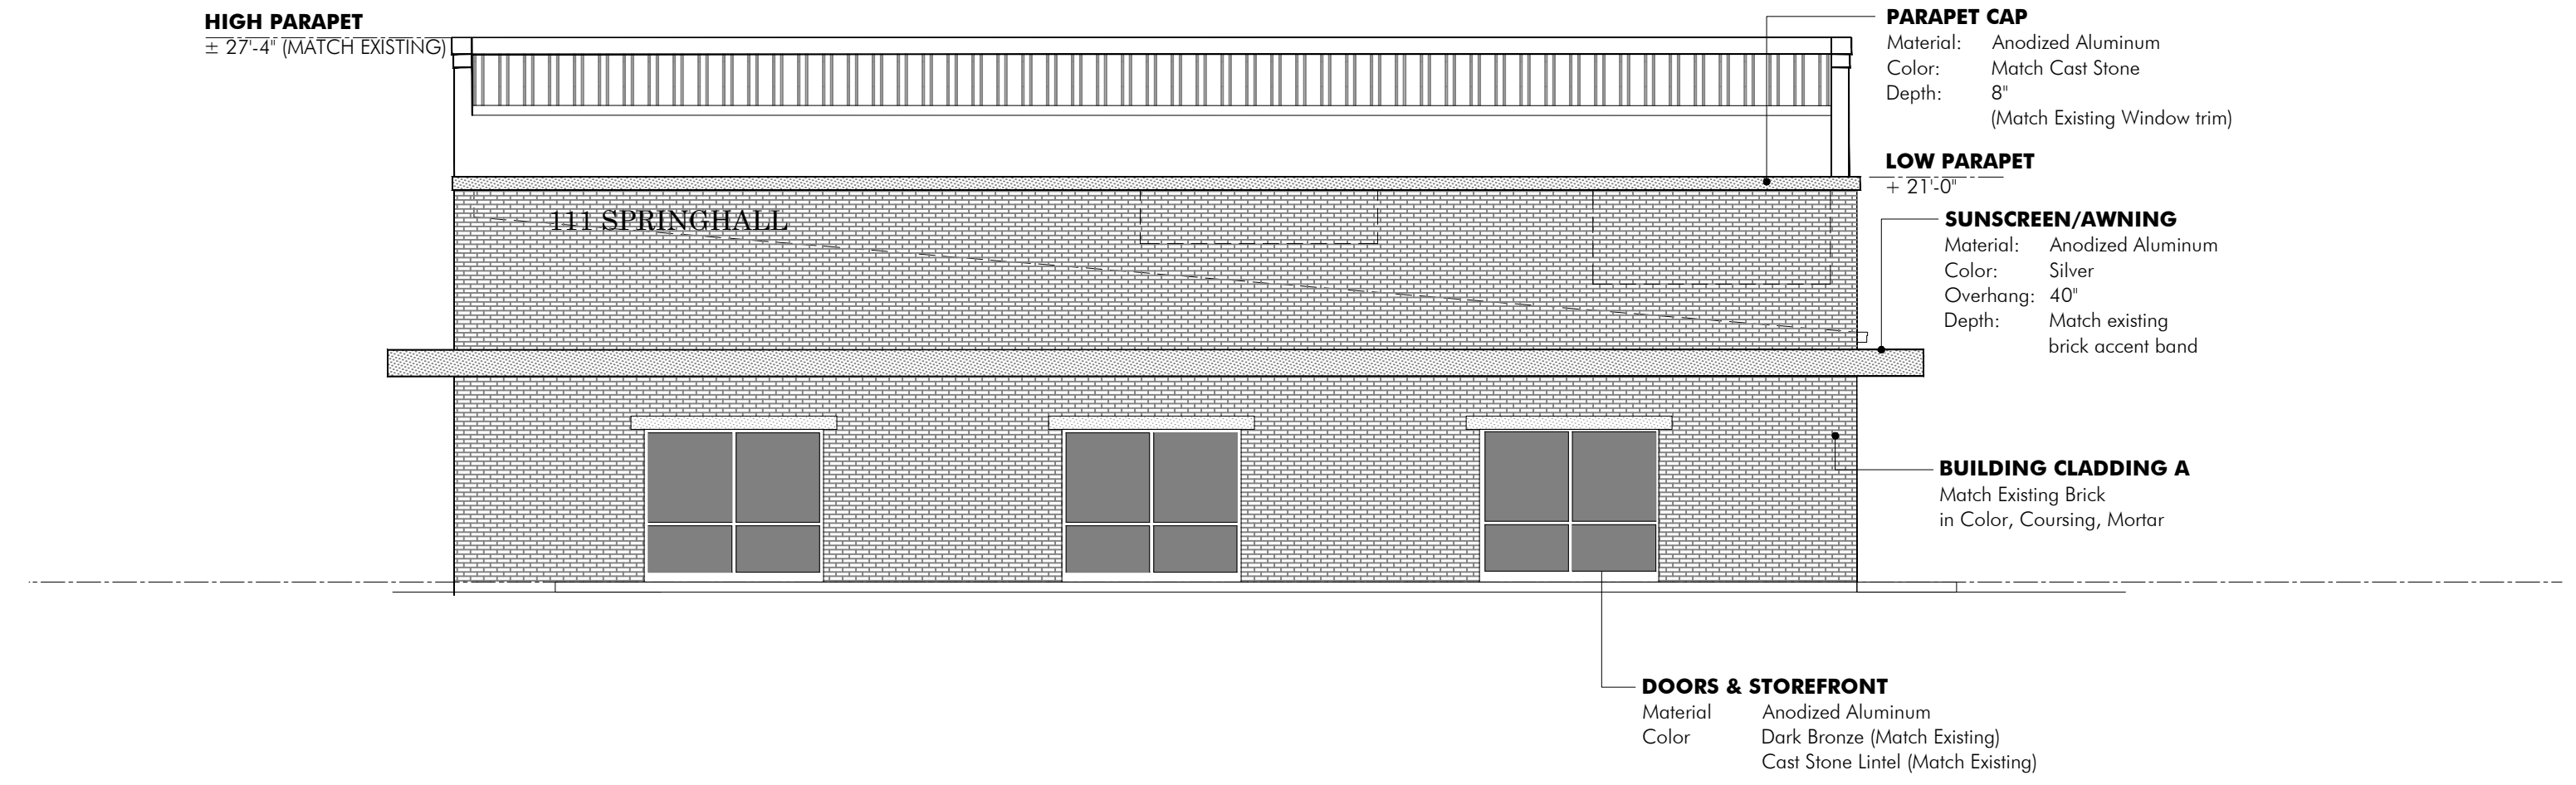 HIGH PARAPET
± 27'-4" (MATCH EXISTING)
PARAPET CAP
Material: Anodized Aluminum
Color: Match Cast Stone
Depth: 8"
(Match Existing Window trim)
LOW PARAPET
+ 21'-0"
SUNSCREEN/AWNING
Material: Anodized Aluminum
Color: Silver
Overhang: 40"
Depth: Match existing
brick accent band
111 SPRINGHALL
BUILDING CLADDING A
Match Existing Brick
in Color, Coursing, Mortar
DOORS & STOREFRONT
Material Anodized Aluminum
Color Dark Bronze (Match Existing)
Cast Stone Lintel (Match Existing)